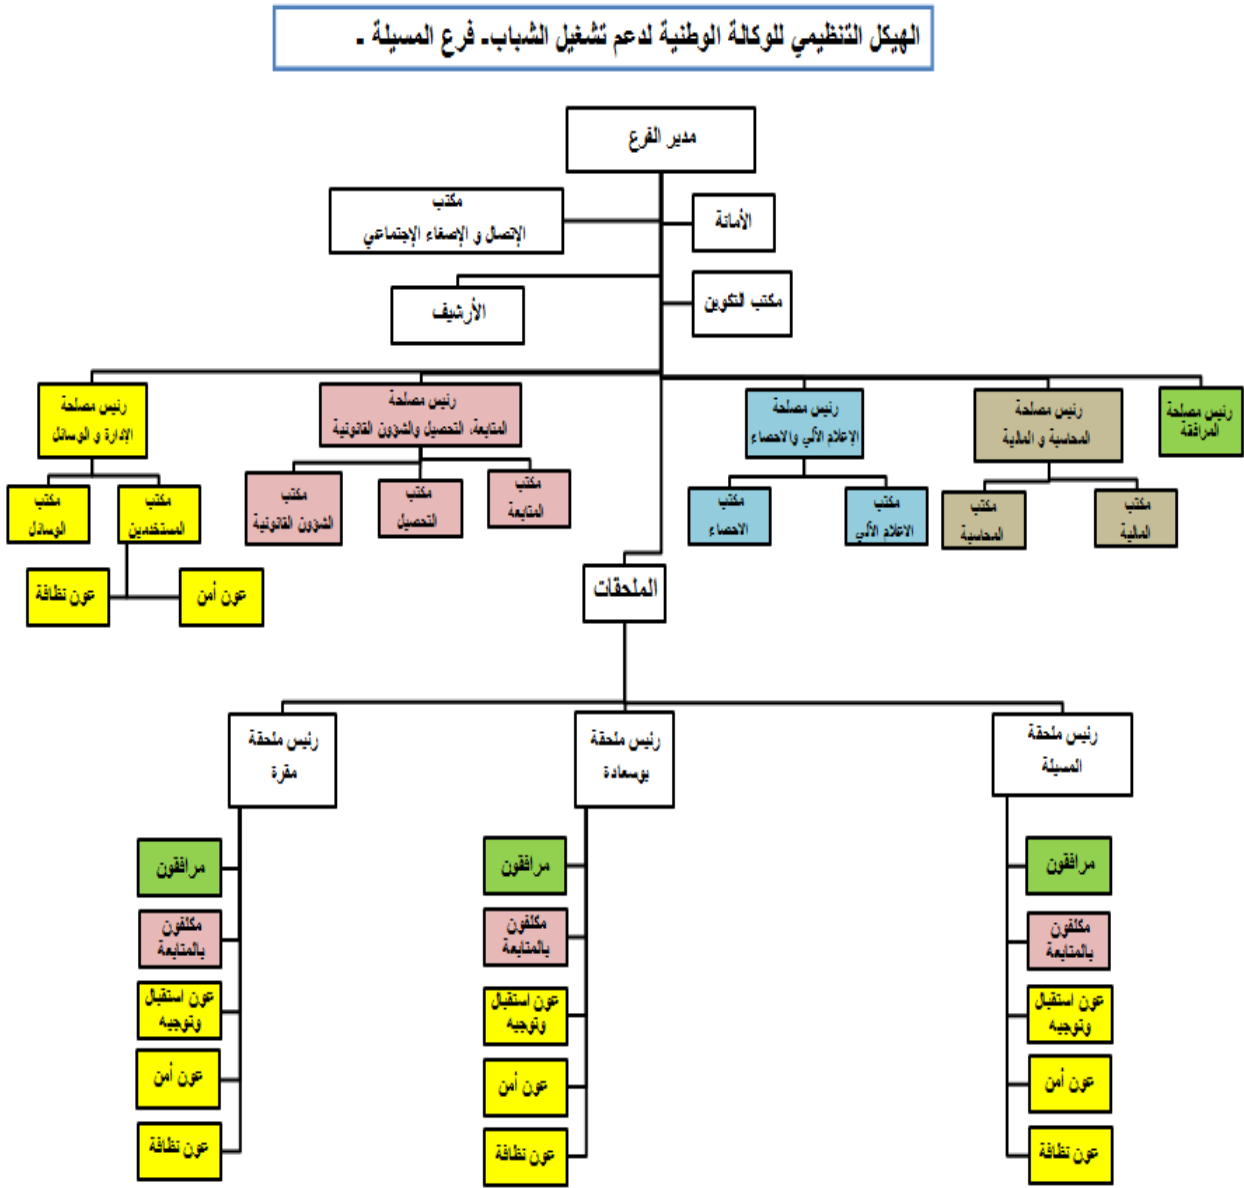 الهيكل التنظيمي للوكالة الوطنية لدعم تشغيل الشباب- فرع المسيلة -
مدير الفرع
الأمانة
مكتب
الإتصال و الإصغاء الإجتماعي
مكتب التكوين
الأرشيف
رئيس مصلحة
المرافقة
رئيس مصلحة
المحاسبة و المالية
رئيس مصلحة
الإعلام الآلي والاحصاء
رئيس مصلحة
المتابعة، التحصيل والشؤون القانونية
رئيس مصلحة
الإدارة و الوسائل
مكتب
المالية
مكتب
المحاسبة
مكتب
الاعلام الآلي
مكتب
الاحصاء
مكتب
المتابعة
مكتب
التحصيل
مكتب
الشؤون القانونية
مكتب
المستخدمين
مكتب
الوسائل
عون أمن
عون نظافة
الملحقات
رئيس ملحقة
المسيلة
رئيس ملحقة
بوسعادة
رئيس ملحقة
مقرة
مرافقون
مكلفون
بالمتابعة
عون استقبال
وتوجيه
عون أمن
عون نظافة
مرافقون
مكلفون
بالمتابعة
عون استقبال
وتوجيه
عون أمن
عون نظافة
مرافقون
مكلفون
بالمتابعة
عون استقبال
وتوجيه
عون أمن
عون نظافة